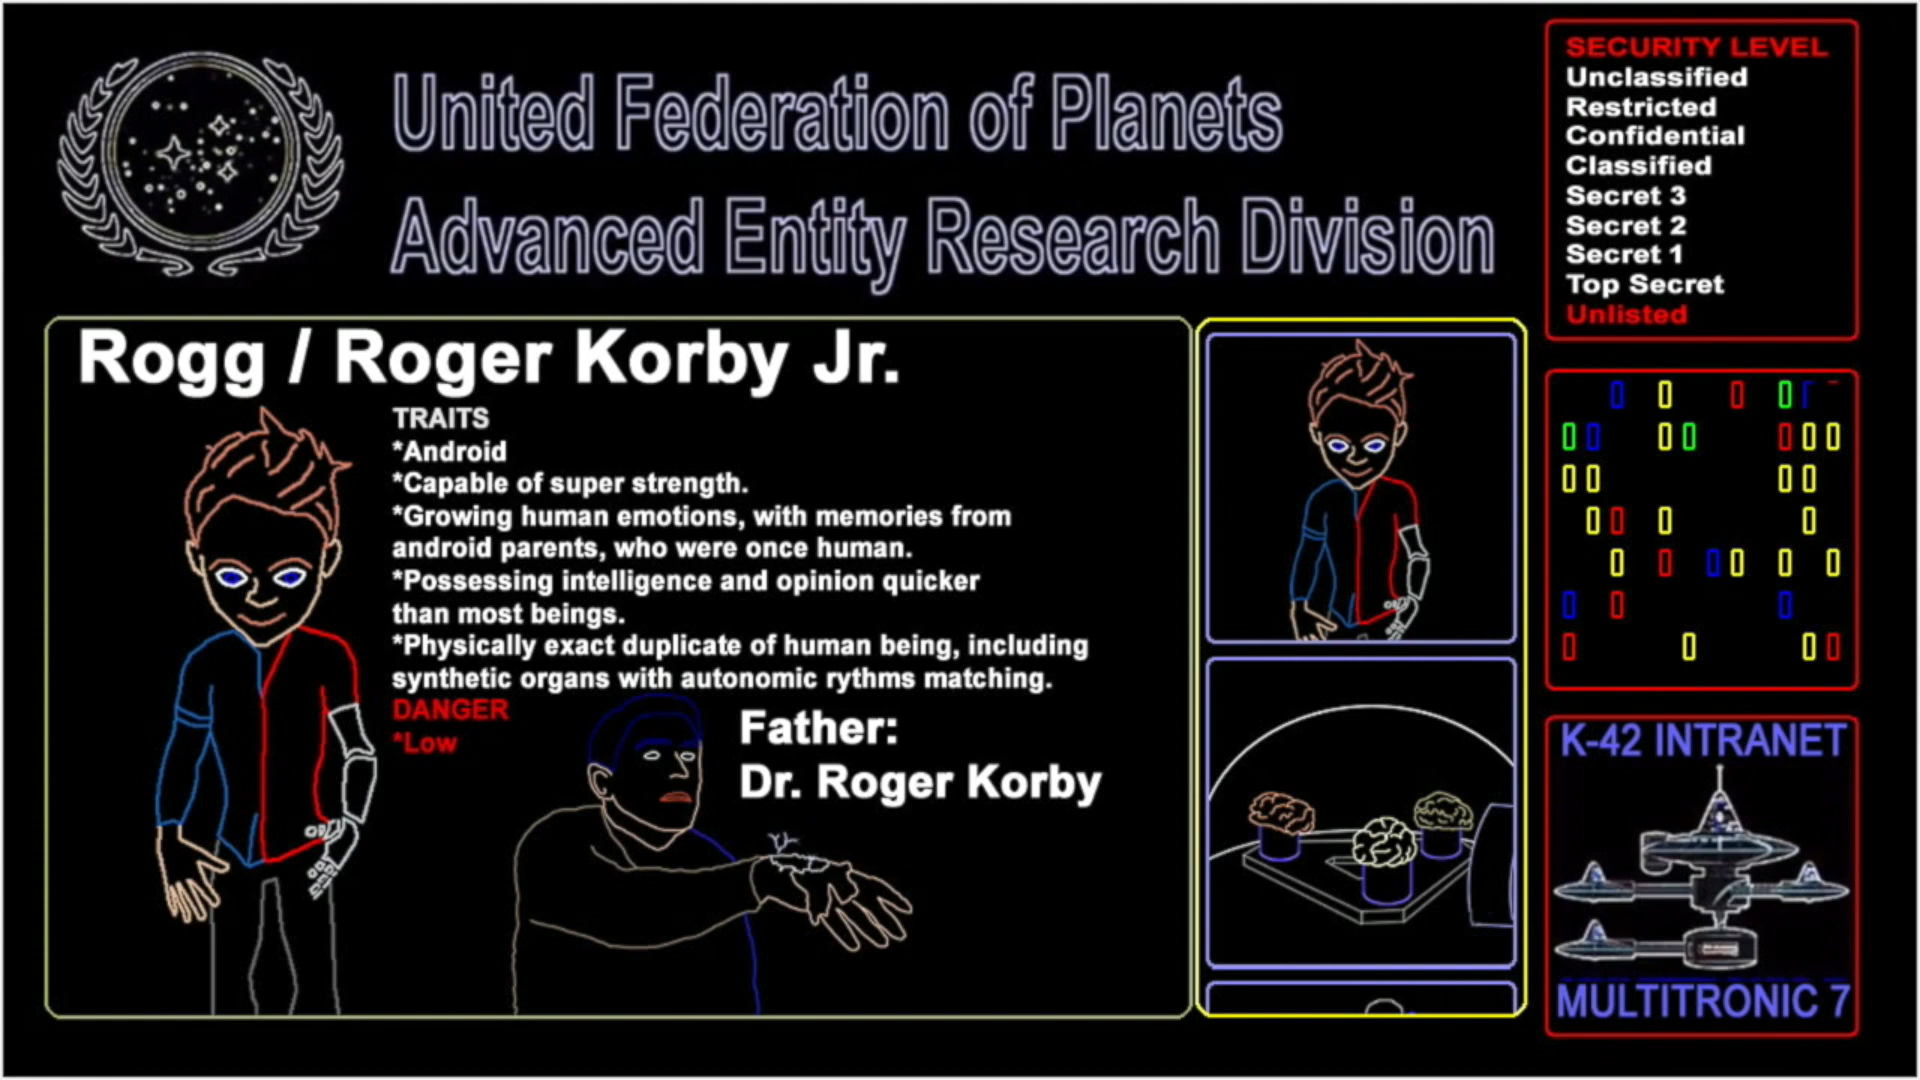 United Federation of Planets
Advanced Entity Research Division
SECURITY LEVEL
Unclassified
Restricted
Confidential
Classified
Secret 3
Secret 2
Secret 1
Top Secret
Unlisted
Rogg / Roger Korby Jr.
TRAITS
*Android
*Capable of super strength.
*Growing human emotions, with memories from
android parents, who were once human.
*Possessing intelligence and opinion quicker
than most beings.
*Physically exact duplicate of human being, including
synthetic organs with autonomic rythms matching.
DANGER
*Low
Father:
Dr. Roger Korby
K-42 INTRANET
MULTITRONIC 7